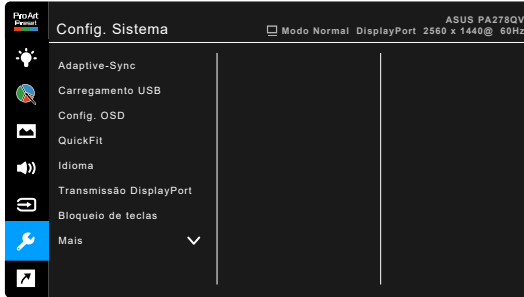 ProArt
Preset
Config. Sistema
ASUS PA278QV
Modo Normal DisplayPort 2560 x 1440@ 60Hz
Adaptive-Sync
Carregamento USB
Config. OSD
QuickFit
Idioma
Transmissão DisplayPort
Bloqueio de teclas
Mais